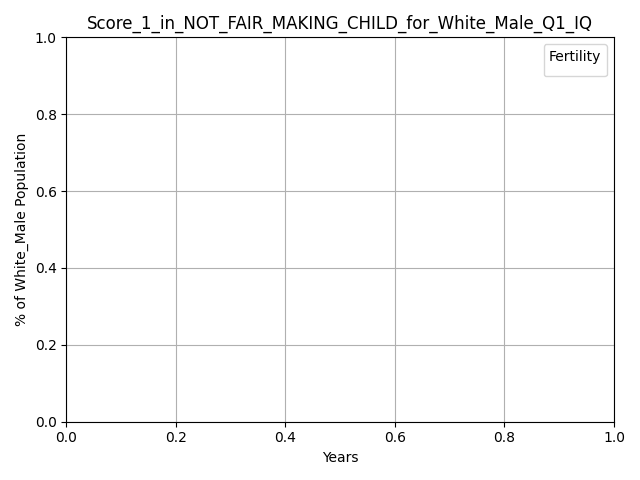 Score_1_in_NOT_FAIR_MAKING_CHILD_for_White_Male_Q1_IQ
Fertility
% of White_Male Population
1.0
0.8
0.6
0.4
0.2
0.0
0.0 0.2 0.4 0.6 0.8 1.0
Years